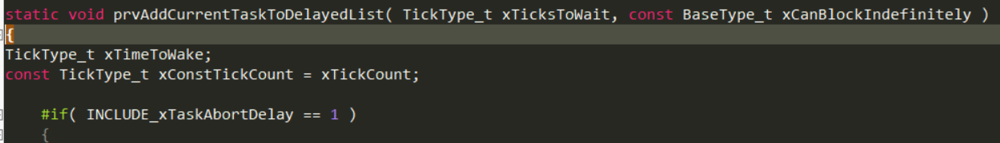 static void prvAddCurrentTaskToDelayedList( TickType_t xTicksToWait, const BaseType_t xCanBlockIndefinitely )
{
TickType_t xTimeToWake;
const TickType_t xConstTickCount = xTickCount;
#if( INCLUDE_xTaskAbortDelay == 1 )
{